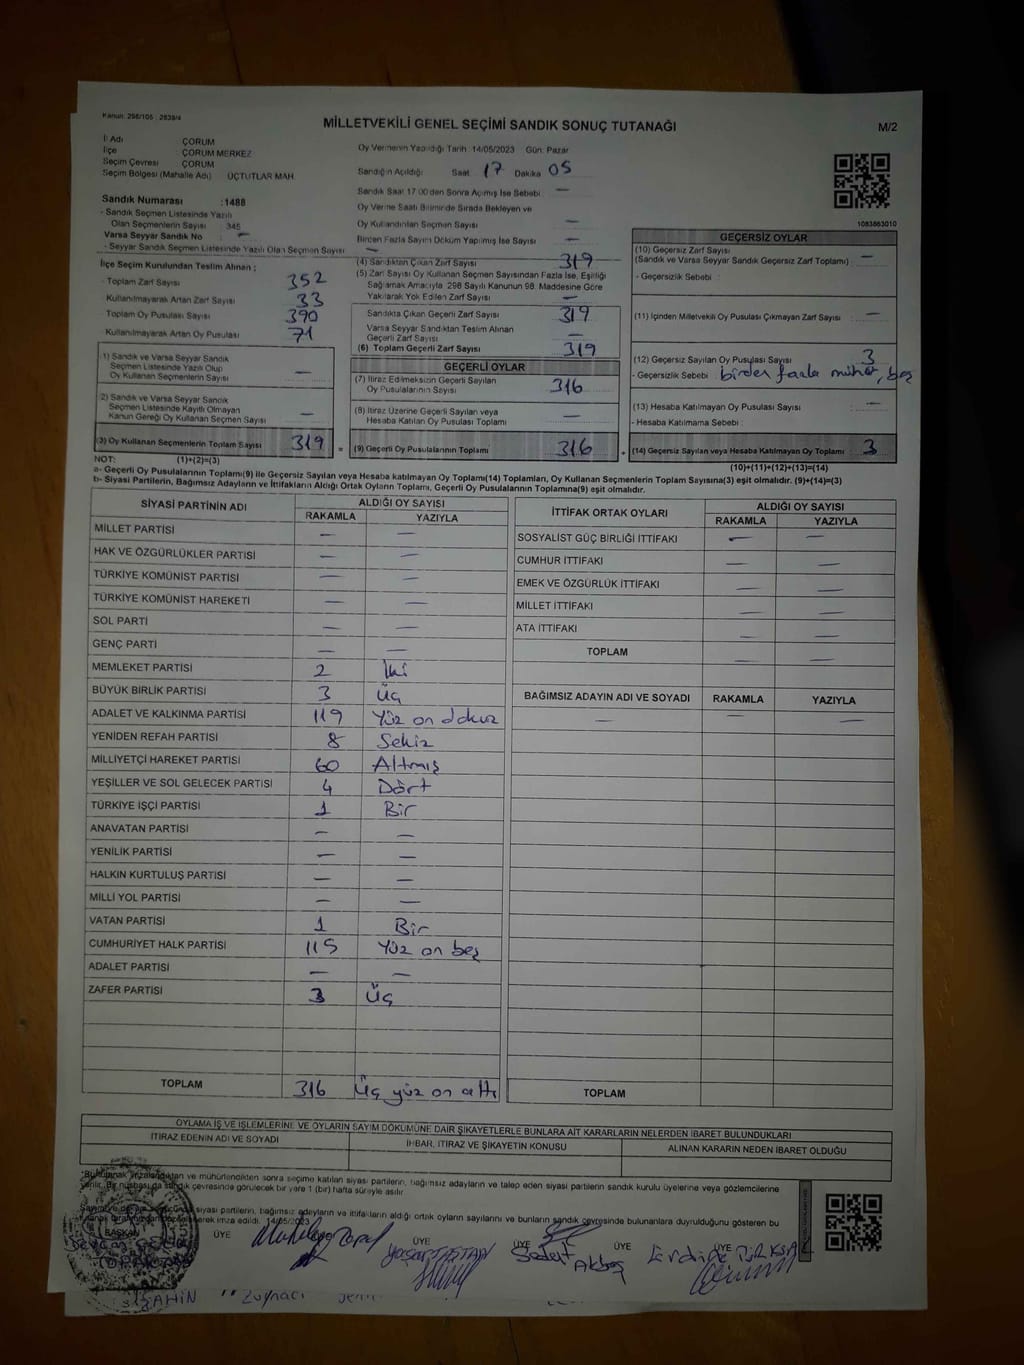 Kanun: 298/105 ; 2839/4
MİLLETVEKİLİ GENEL SEÇİMİ SANDIK SONUÇ TUTANAĞI
M/2
İl Adı : ÇORUM
İlçe : ÇORUM MERKEZ
Seçim Çevresi : ÇORUM
Seçim Bölgesi (Mahalle Adı) : ÜÇTUTLAR MAH
Oy Vermenin Yapıldığı Tarih: 14/05/2023 Gün: Pazar
Sandığın Açıldığı: Saat 17 Dakika 05
Sandık Saat 17:00'den Sonra Açılmış İse Sebebi: —
Oy Verme Saati Bitiminde Sırada Bekleyen ve
Oy Kullandırılan Seçmen Sayısı —
Birden Fazla Sayım Döküm Yapılmış İse Sayısı —
Sandık Numarası : 1488
- Sandık Seçmen Listesinde Yazılı
Olan Seçmenlerin Sayısı : 345
Varsa Seyyar Sandık No : —
- Seyyar Sandık Seçmen Listesinde Yazılı Olan Seçmen Sayısı —
1083863010
İlçe Seçim Kurulundan Teslim Alınan ;
Toplam Zarf Sayısı 352
Kullanılmayarak Artan Zarf Sayısı 33
Toplam Oy Pusulası Sayısı 390
Kullanılmayarak Artan Oy Pusulası 71
1) Sandık ve Varsa Seyyar Sandık
Seçmen Listesinde Yazılı Olup
Oy Kullananların Seçmenlerin Sayısı —
2) Sandık ve Varsa Seyyar Sandık
Seçmen Listesinde Kayıtlı Olmayan
Kanun Gereği Oy Kullanan Seçmen Sayısı —
(3) Oy Kullanan Seçmenlerin Toplam Sayısı 319 =
(4) Sandıktan Çıkan Zarf Sayısı 319
(5) Zarf Sayısı Oy Kullanan Seçmen Sayısından Fazla İse, Eşitliği
Sağlamak Amacıyla 298 Sayılı Kanunun 98. Maddesine Göre
Yakılarak Yok Edilen Zarf Sayısı —
Sandıkta Çıkan Geçerli Zarf Sayısı 319
Varsa Seyyar Sandıktan Teslim Alınan
Geçerli Zarf Sayısı —
(6) Toplam Geçerli Zarf Sayısı 319
GEÇERLİ OYLAR
(7) İtiraz Edilmeksizin Geçerli Sayılan
Oy Pusulalarının Sayısı 316
(8) İtiraz Üzerine Geçerli Sayılan veya
Hesaba Katılan Oy Pusulası Toplamı —
(9) Geçerli Oy Pusulalarının Toplamı 316 +
GEÇERSİZ OYLAR
(10) Geçersiz Zarf Sayısı
(Sandık ve Varsa Seyyar Sandık Geçersiz Zarf Toplamı) : —
- Geçersizlik Sebebi :
(11) İçinden Milletvekili Oy Pusulası Çıkmayan Zarf Sayısı : —
(12) Geçersiz Sayılan Oy Pusulası Sayısı 3
- Geçersizlik Sebebi : birden fazla mühür, boş
(13) Hesaba Katılmayan Oy Pusulası Sayısı —
- Hesaba Katılmama Sebebi :
(14) Geçersiz Sayılan veya Hesaba Katılmayan Oy Toplamı 3
NOT: (1)+(2)=(3)
(10)+(11)+(12)+(13)=(14)
a- Geçerli Oy Pusulalarının Toplamı(9) ile Geçersiz Sayılan veya Hesaba katılmayan Oy Toplamı(14) Toplamları, Oy Kullanan Seçmenlerin Toplam Sayısına(3) eşit olmalıdır. (9)+(14)=(3)
b- Siyasi Partilerin, Bağımsız Adayların ve İttifakların Aldığı Ortak Oyların Toplamı, Geçerli Oy Pusulalarının Toplamına(9) eşit olmalıdır.
SİYASİ PARTİNİN ADI ALDIĞI OY SAYISI
RAKAMLA YAZIYLA
MİLLET PARTİSİ — —
HAK VE ÖZGÜRLÜKLER PARTİSİ — —
TÜRKİYE KOMÜNİST PARTİSİ — —
TÜRKİYE KOMÜNİST HAREKETİ — —
SOL PARTİ — —
GENÇ PARTİ — —
MEMLEKET PARTİSİ 2 İki
BÜYÜK BİRLİK PARTİSİ 3 Üç
ADALET VE KALKINMA PARTİSİ 119 Yüz on dokuz
YENİDEN REFAH PARTİSİ 8 Sekiz
MİLLİYETÇİ HAREKET PARTİSİ 60 Altmış
YEŞİLLER VE SOL GELECEK PARTİSİ 4 Dört
TÜRKİYE İŞÇİ PARTİSİ 1 Bir
ANAVATAN PARTİSİ — —
YENİLİK PARTİSİ — —
HALKIN KURTULUŞ PARTİSİ — —
MİLLİ YOL PARTİSİ — —
VATAN PARTİSİ 1 Bir
CUMHURİYET HALK PARTİSİ 115 Yüz on beş
ADALET PARTİSİ — —
ZAFER PARTİSİ 3 Üç
TOPLAM 316 Üç yüz on altı
İTTİFAK ORTAK OYLARI ALDIĞI OY SAYISI
RAKAMLA YAZIYLA
SOSYALİST GÜÇ BİRLİĞİ İTTİFAKI — —
CUMHUR İTTİFAKI — —
EMEK VE ÖZGÜRLÜK İTTİFAKI — —
MİLLET İTTİFAKI — —
ATA İTTİFAKI — —
TOPLAM — —
BAĞIMSIZ ADAYIN ADI VE SOYADI RAKAMLA YAZIYLA
— — —
TOPLAM
OYLAMA İŞ VE İŞLEMLERİNE VE OYLARIN SAYIM DÖKÜMÜNE DAİR ŞİKAYETLERLE BUNLARA AİT KARARLARIN NELERDEN İBARET BULUNDUKLARI
İTİRAZ EDENİN ADI VE SOYADI İHBAR, İTİRAZ VE ŞİKAYETİN KONUSU ALINAN KARARIN NEDEN İBARET OLDUĞU
imzalandıktan ve mühürlendikten sonra seçime katılan siyasi partilerin, bağımsız adayların ve talep eden siyasi partilerin sandık kurulu üyelerine veya gözlemcilerine
verilir. Bir nüshası da sandık çevresinde görülecek bir yere 1 (bir) hafta süreyle asılır.
siyasi partilerin, bağımsız adayların ve ittifakların aldığı ortak oyların sayılarını ve bunların sandık çevresinde bulunanlara duyurulduğunu gösteren bu
imza edildi. 14/05/2023
BAŞKAN ÜYE ÜYE ÜYE ÜYE
Sedat Akbaş
ŞAHİN